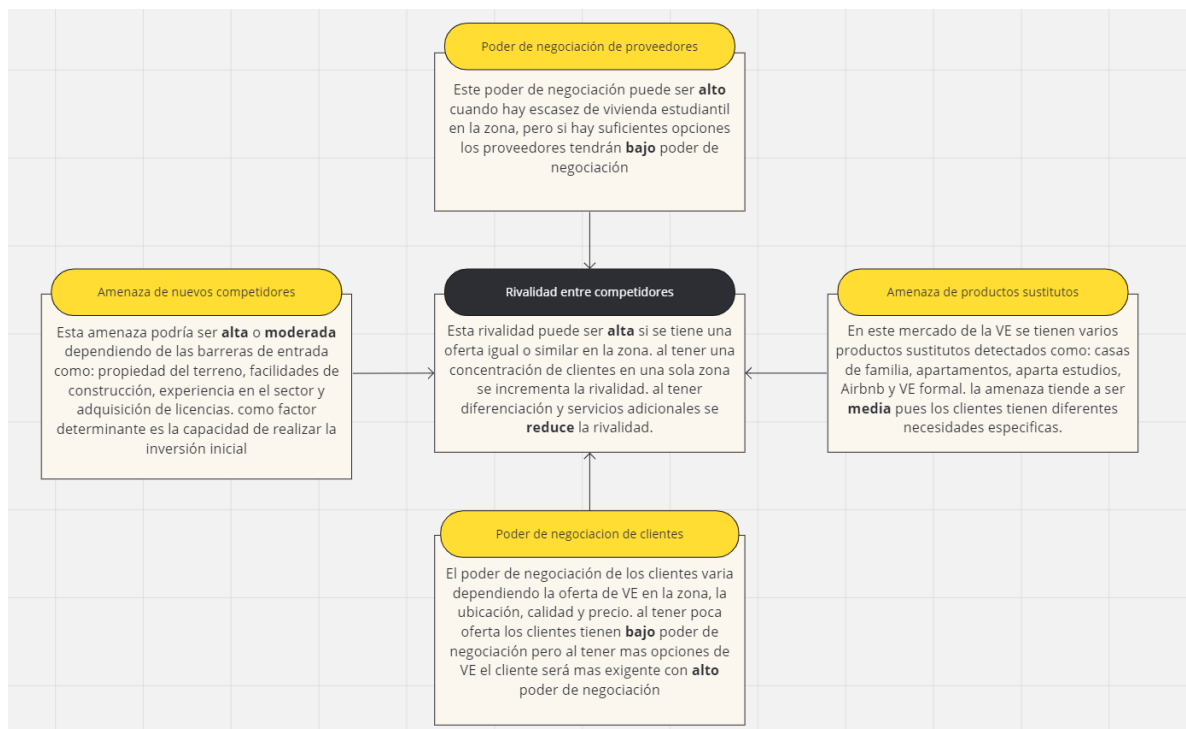 Poder de negociación de proveedores
Este poder de negociación puede ser alto
cuando hay escasez de vivienda estudiantil
en la zona, pero si hay suficientes opciones
los proveedores tendrán bajo poder de
negociación
Amenaza de nuevos competidores
Esta amenaza podría ser alta o moderada
dependiendo de las barreras de entrada
como: propiedad del terreno, facilidades de
construcción, experiencia en el sector y
adquisición de licencias. como factor
determinante es la capacidad de realizar la
inversión inicial
Rivalidad entre competidores
Esta rivalidad puede ser alta si se tiene una
oferta igual o similar en la zona. al tener una
concentración de clientes en una sola zona
se incrementa la rivalidad. al tener
diferenciación y servicios adicionales se
reduce la rivalidad.
Amenaza de productos sustitutos
En este mercado de la VE se tienen varios
productos sustitutos detectados como: casas
de familia, apartamentos, aparta estudios,
Airbnb y VE formal. la amenaza tiende a ser
media pues los clientes tienen diferentes
necesidades especificas.
Poder de negociacion de clientes
El poder de negociación de los clientes varia
dependiendo la oferta de VE en la zona, la
ubicación, calidad y precio. al tener poca
oferta los clientes tienen bajo poder de
negociación pero al tener mas opciones de
VE el cliente será mas exigente con alto
poder de negociación